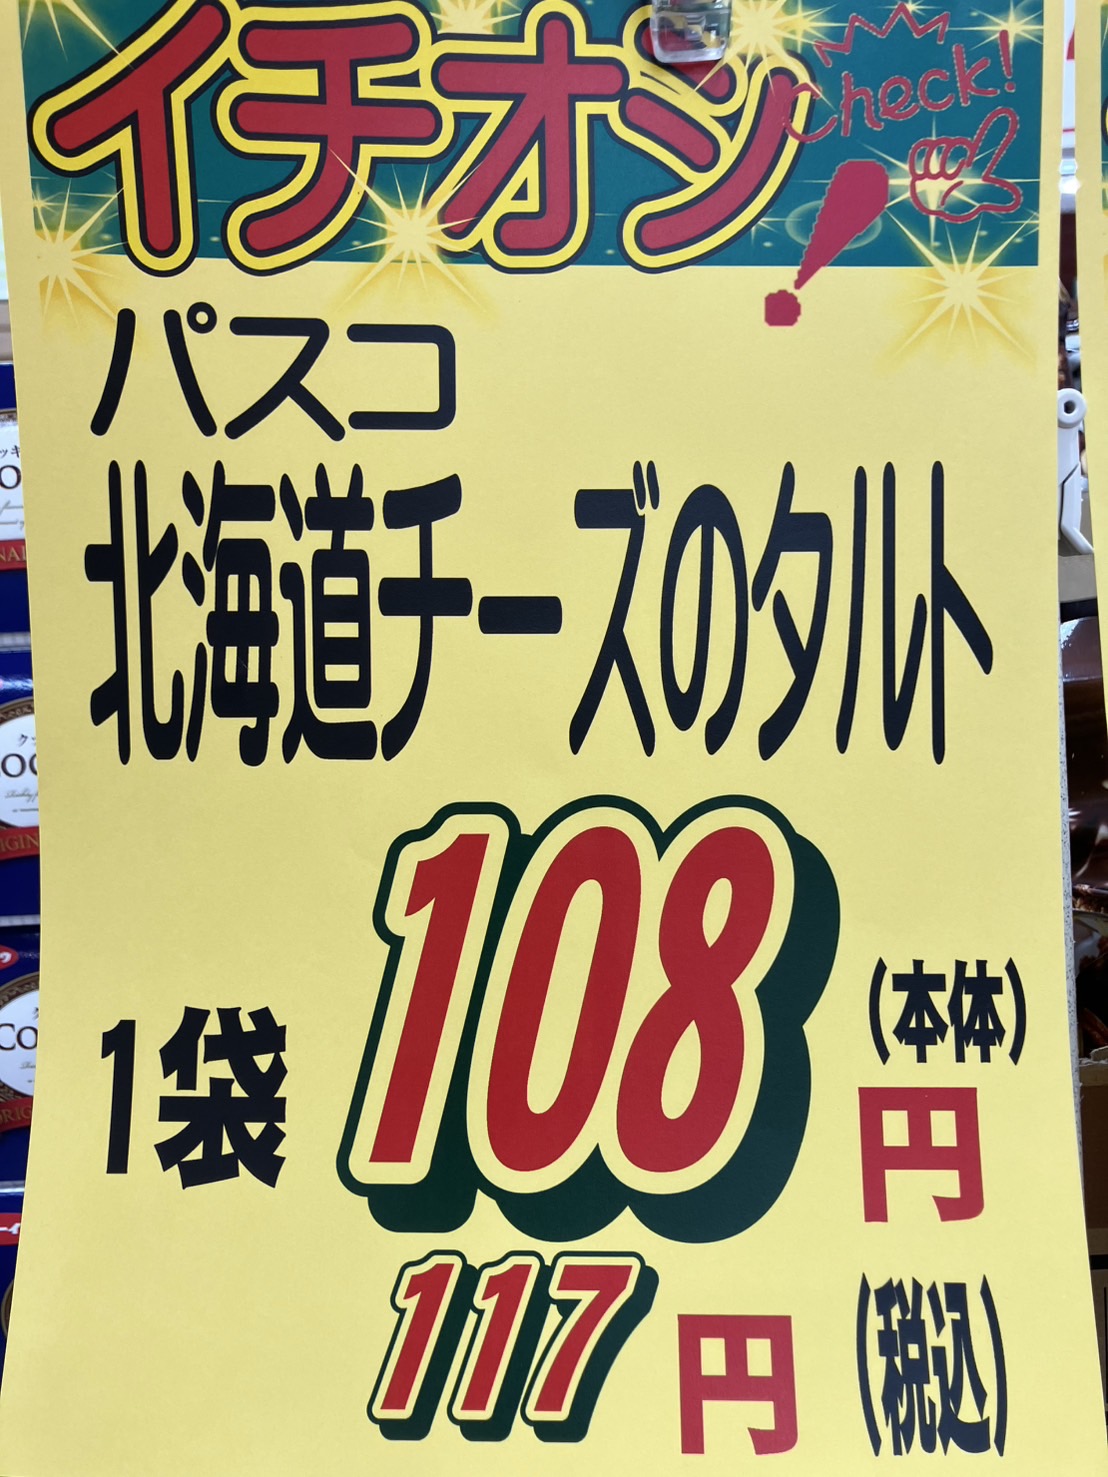 イチオシ
Check!
パスコ
北海道チーズのタルト
1袋
108
(本体)
円
117
円
(税込)